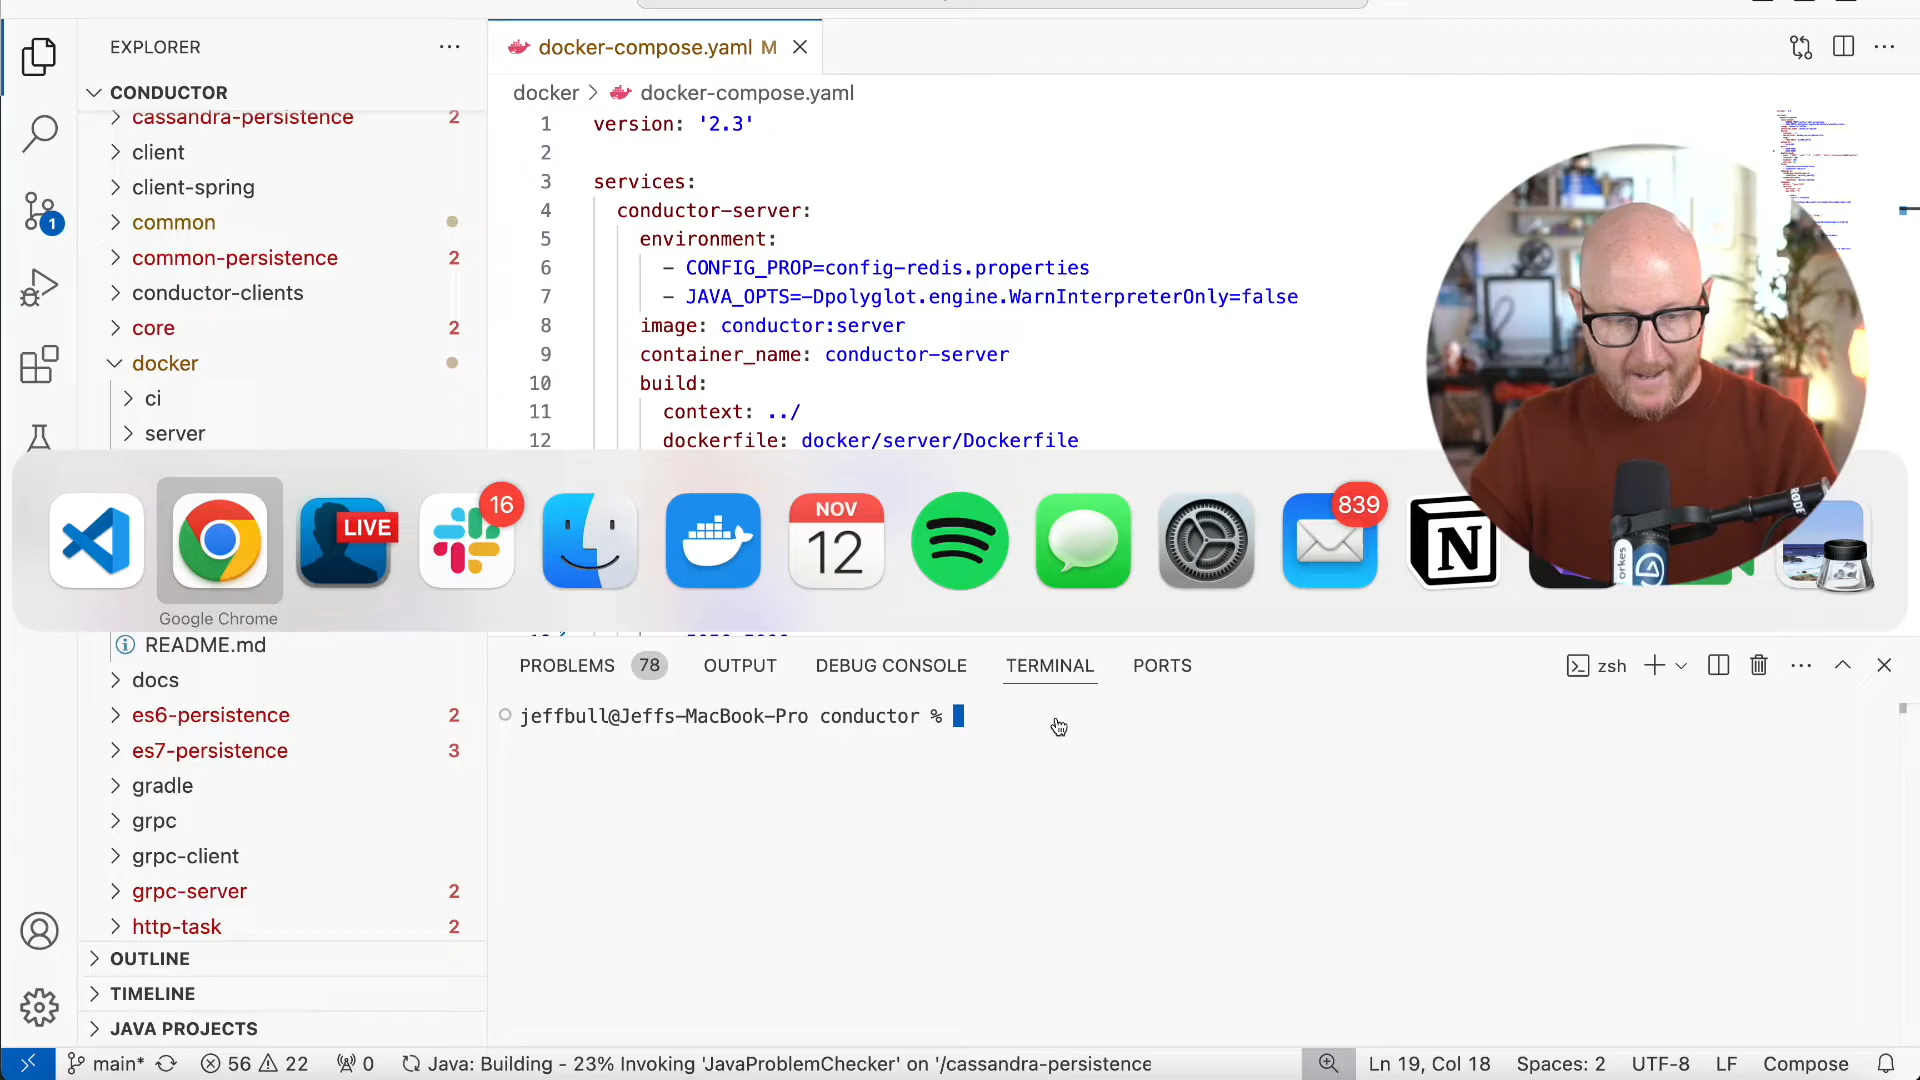 EXPLORER
CONDUCTOR
cassandra-persistence 2
client
client-spring
common
common-persistence 2
conductor-clients
core 2
docker
ci
server
README.md
docs
es6-persistence 2
es7-persistence 3
gradle
grpc
grpc-client
grpc-server 2
http-task 2
OUTLINE
TIMELINE
JAVA PROJECTS
1
docker-compose.yaml M
docker > docker-compose.yaml
1 version: '2.3'
2
3 services:
4 conductor-server:
5 environment:
6 - CONFIG_PROP=config-redis.properties
7 - JAVA_OPTS=-Dpolyglot.engine.WarnInterpreterOnly=false
8 image: conductor:server
9 container_name: conductor-server
10 build:
11 context: ../
12 dockerfile: docker/server/Dockerfile
LIVE
16
NOV
12
839
N
Google Chrome
orkes
RØDE
PROBLEMS 78 OUTPUT DEBUG CONSOLE TERMINAL PORTS
zsh
jeffbull@Jeffs-MacBook-Pro conductor %
main* 56 22 0 Java: Building - 23% Invoking 'JavaProblemChecker' on '/cassandra-persistence
Ln 19, Col 18 Spaces: 2 UTF-8 LF Compose